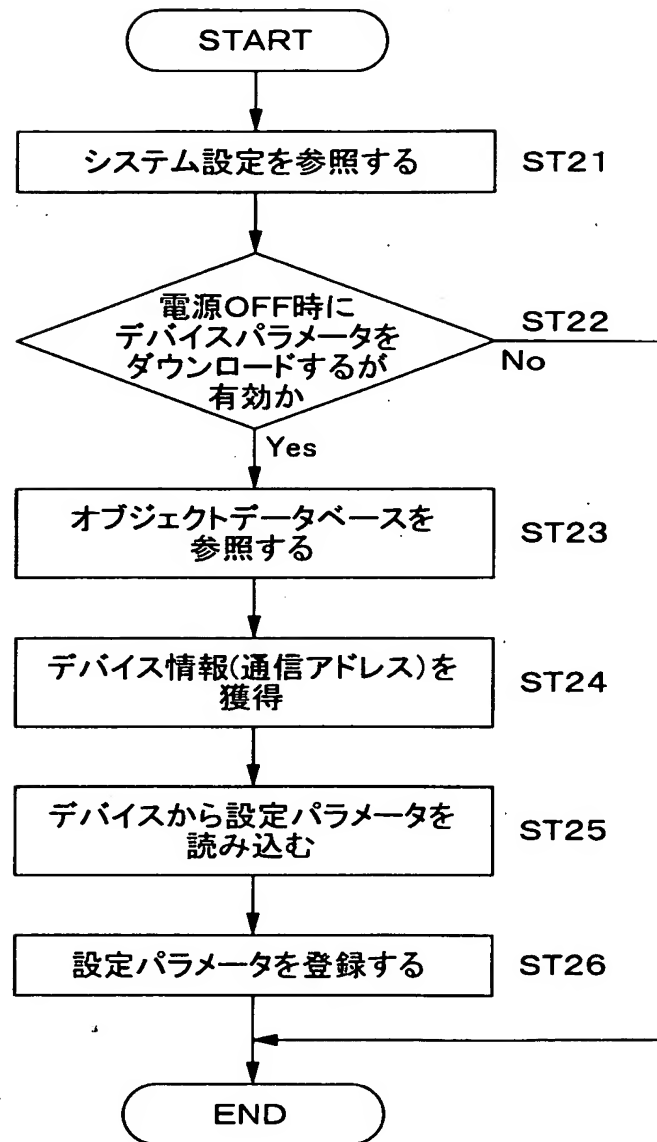 START
システム設定を参照する
ST21
電源OFF時に
デバイスパラメータを
ダウンロードするが
有効か
ST22
No
Yes
オブジェクトデータベースを
参照する
ST23
デバイス情報(通信アドレス)を
獲得
ST24
デバイスから設定パラメータを
読み込む
ST25
設定パラメータを登録する
ST26
END